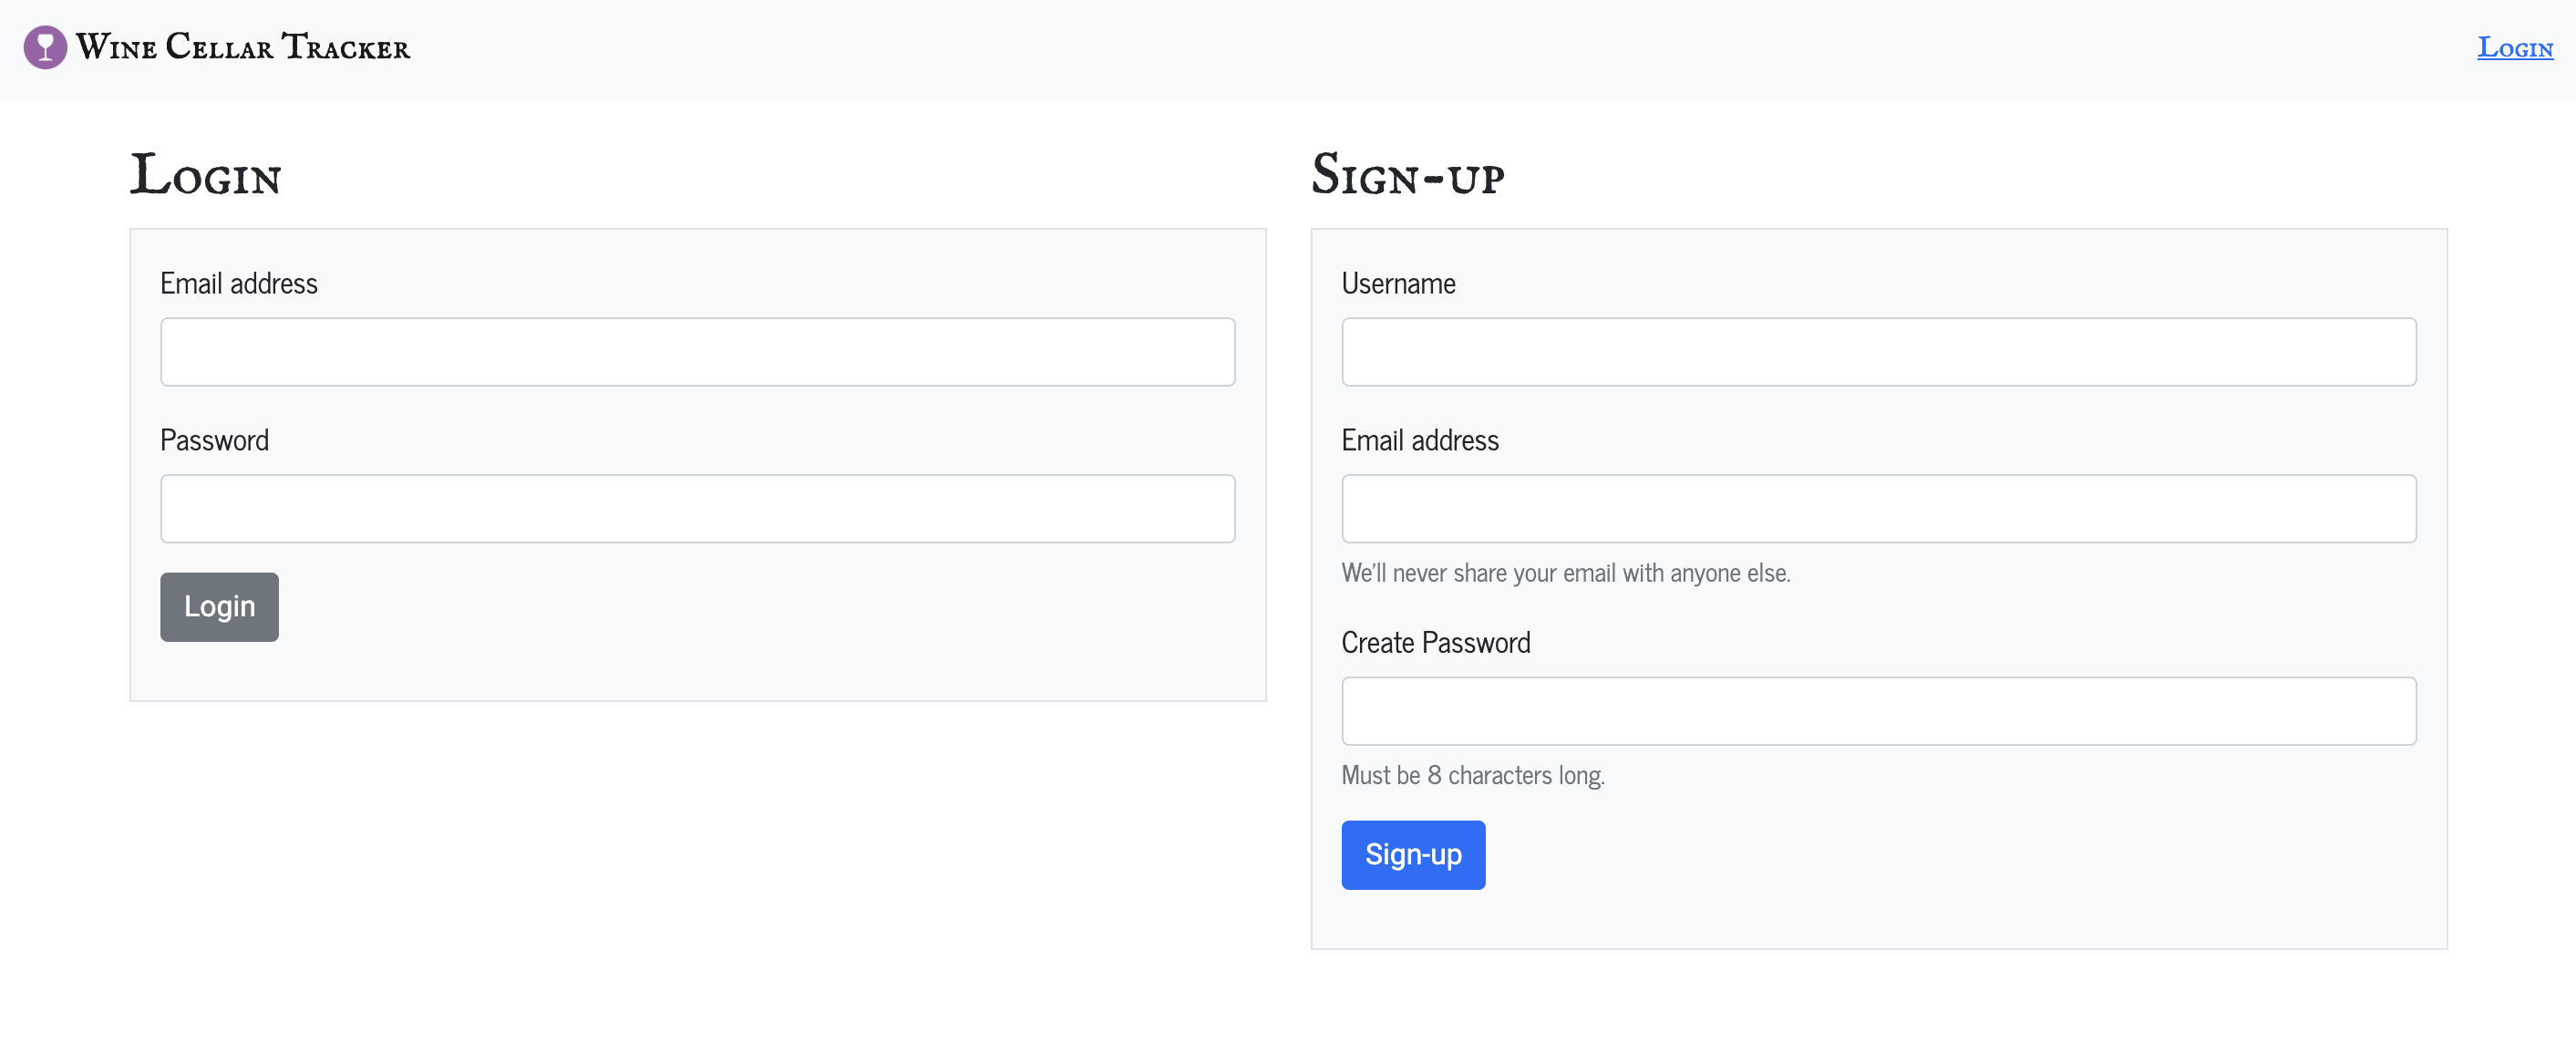 Wine Cellar Tracker
Login
Login
Email address
Password
Login
Sign-up
Username
Email address
We'll never share your email with anyone else.
Create Password
Must be 8 characters long.
Sign-up